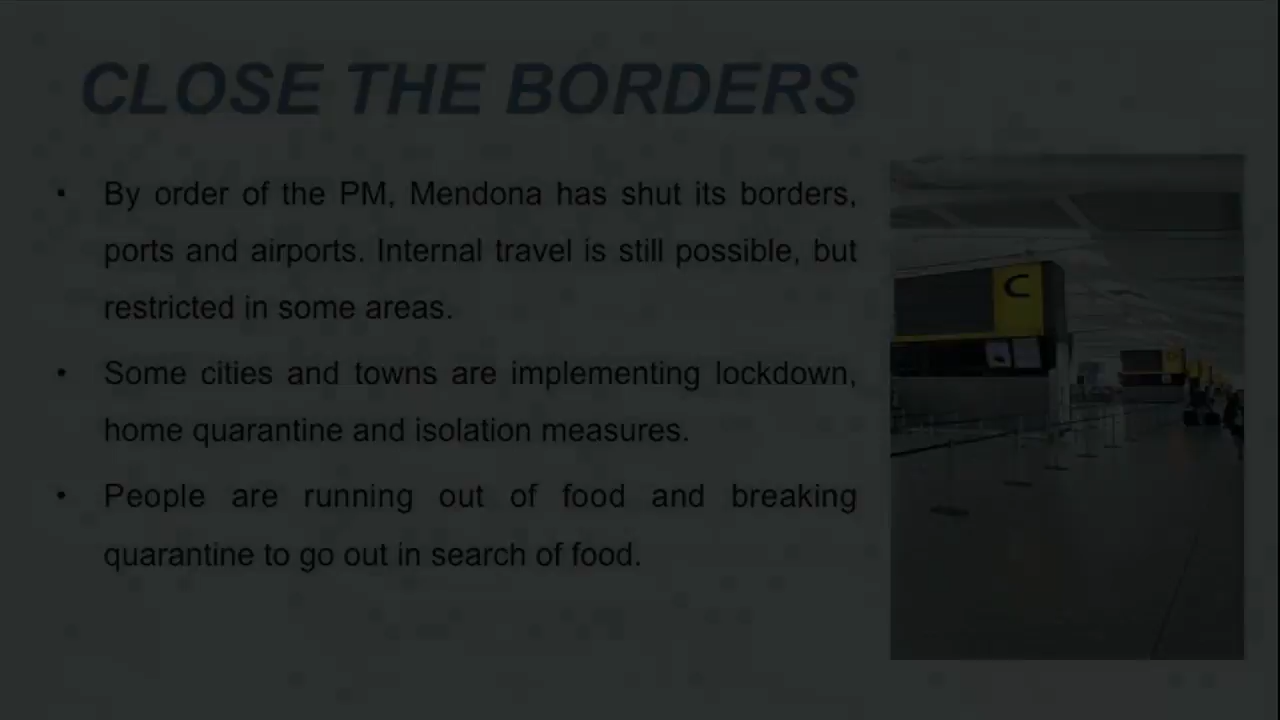 CLOSE THE BORDERS
• By order of the PM, Mendona has shut its borders,
ports and airports. Internal travel is still possible, but
restricted in some areas.
• Some cities and towns are implementing lockdown,
home quarantine and isolation measures.
• People are running out of food and breaking
quarantine to go out in search of food.
C